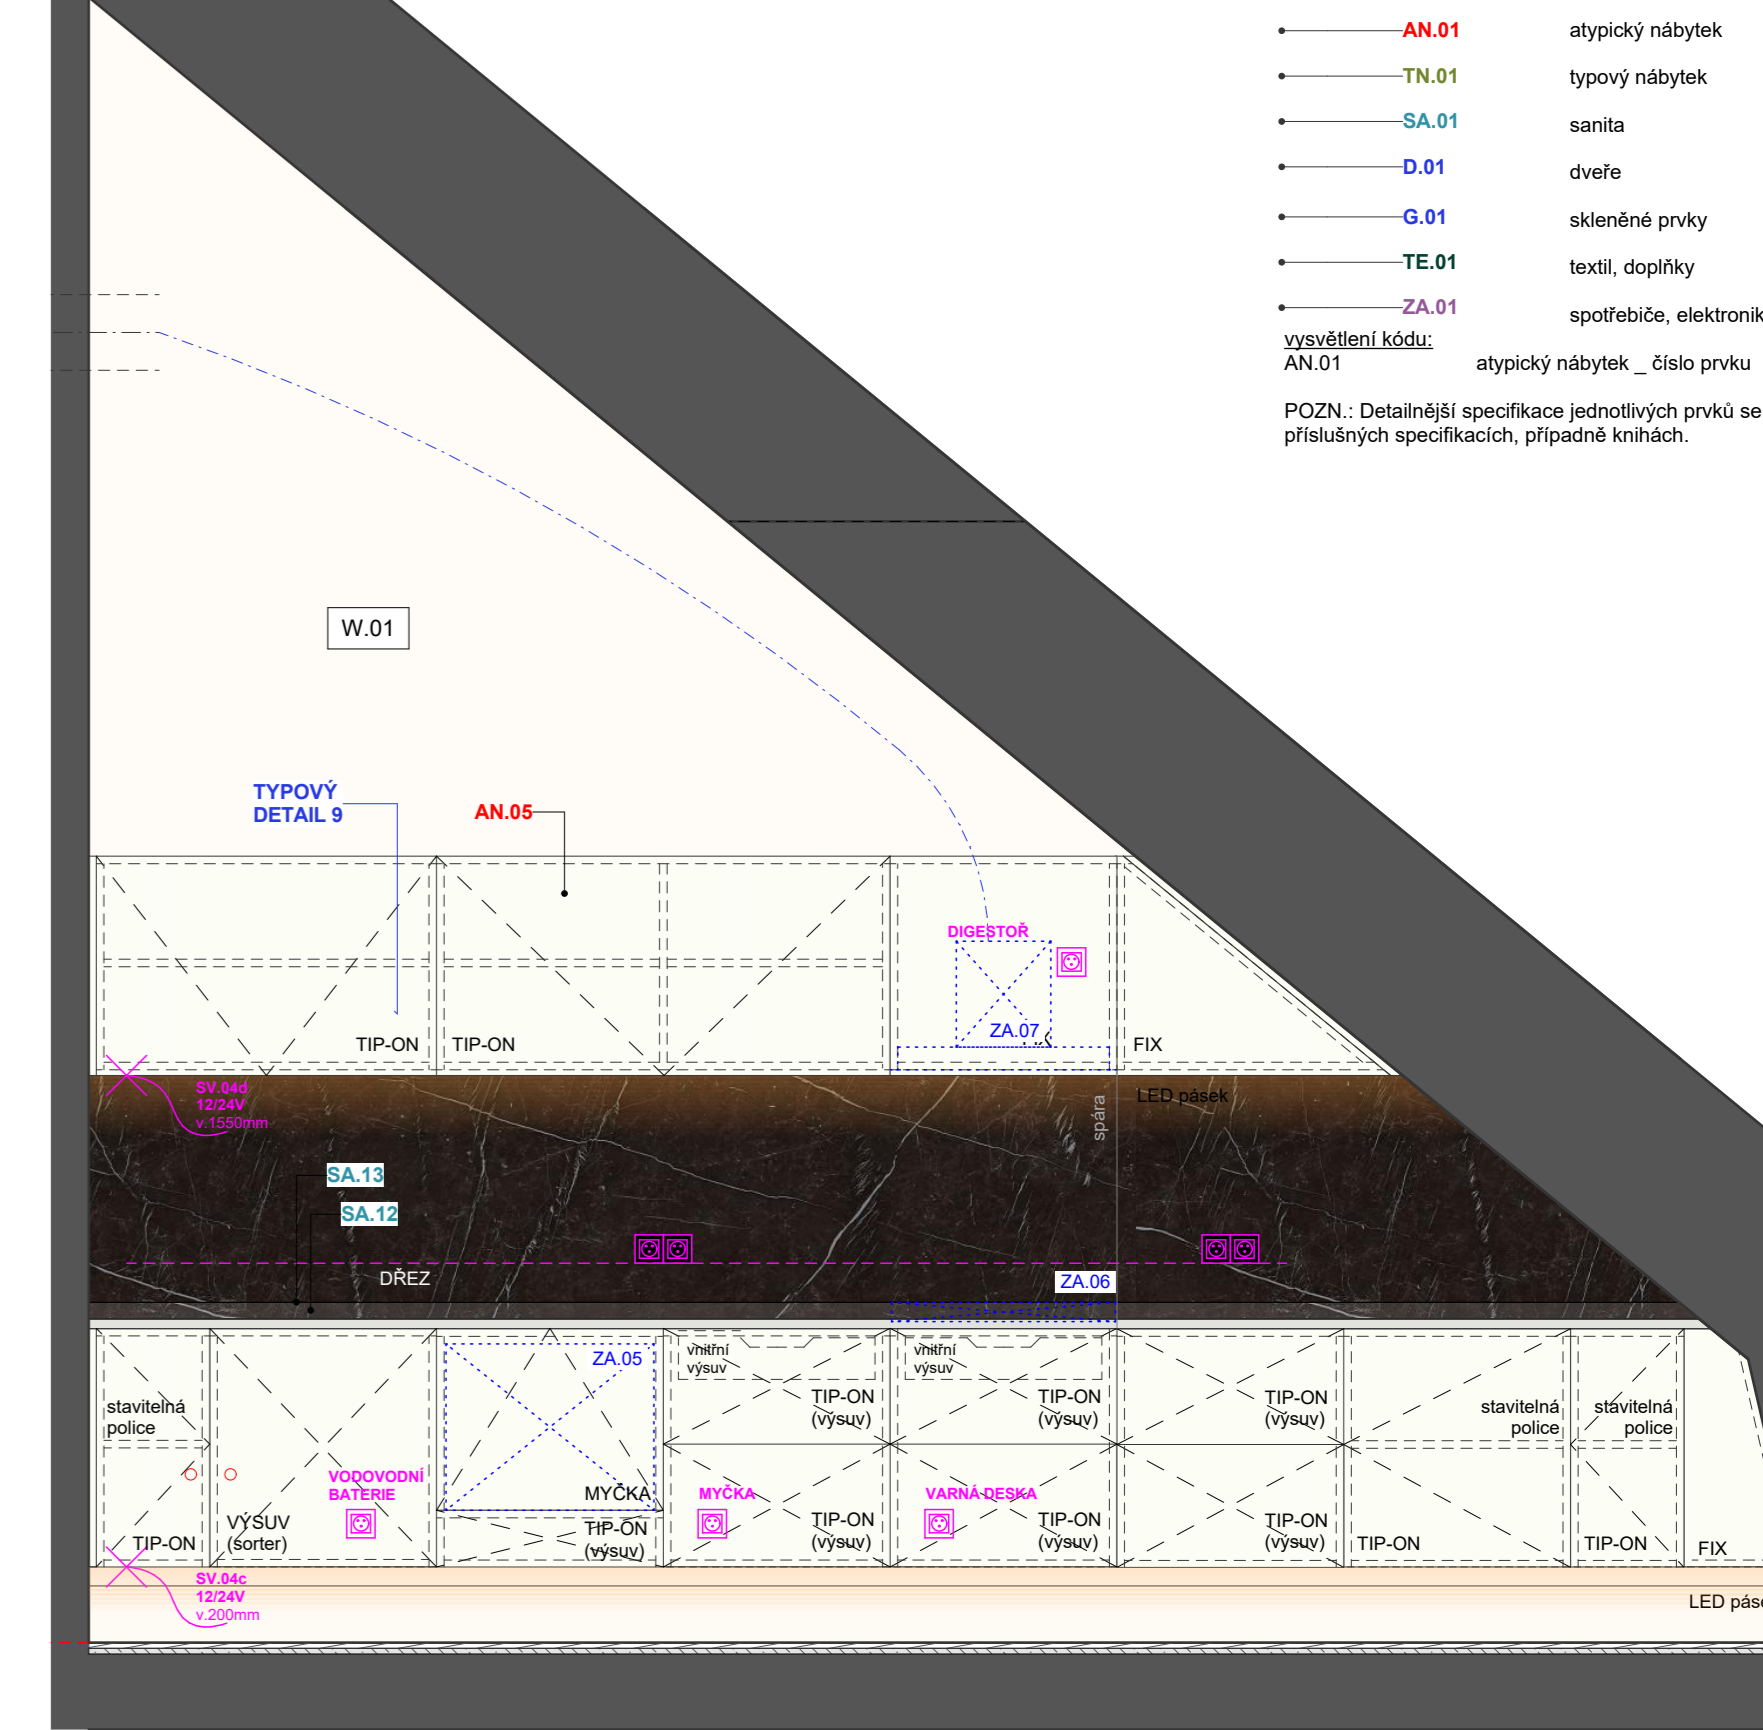 AN.01 atypický nábytek
TN.01 typový nábytek
SA.01 sanita
D.01 dveře
G.01 skleněné prvky
TE.01 textil, doplňky
ZA.01 spotřebiče, elektronik
vysvětlení kódu:
AN.01 atypický nábytek _ číslo prvku
POZN.: Detailnější specifikace jednotlivých prvků se
příslušných specifikacích, případně knihách.
W.01
TYPOVÝ
DETAIL 9
AN.05
DIGESTOŘ
ZA.07
TIP-ON
TIP-ON
FIX
SV.04d
12/24V
v.1550mm
LED pásek
spára
SA.13
SA.12
DŘEZ
ZA.06
ZA.05
vnitřní
výsuv
vnitřní
výsuv
stavitelná
police
TIP-ON
(výsuv)
TIP-ON
(výsuv)
TIP-ON
(výsuv)
stavitelná
police
stavitelná
police
VODOVODNÍ
BATERIE
MYČKA
MYČKA
VARNÁ DESKA
TIP-ON
VÝSUV
(sorter)
TIP-ON
(výsuv)
TIP-ON
(výsuv)
TIP-ON
(výsuv)
TIP-ON
(výsuv)
TIP-ON
TIP-ON
FIX
SV.04c
12/24V
v.200mm
LED páse